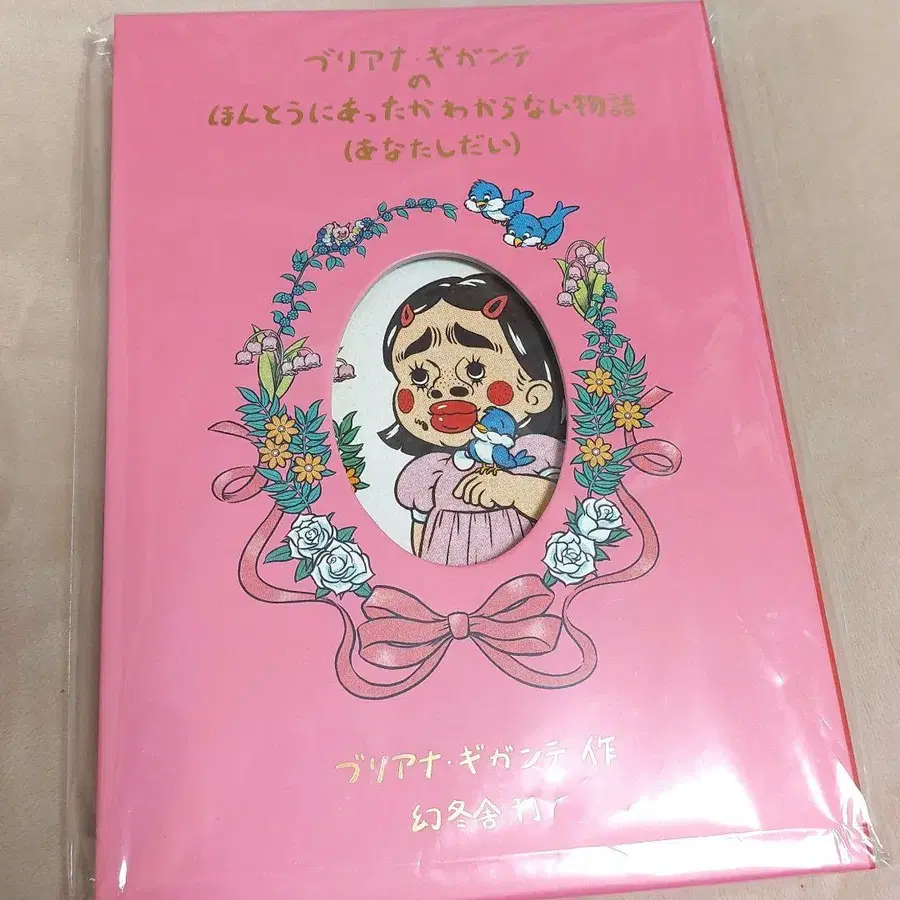 ブリアナ・ギガンテ
の
ほんとうにあったかわからない物語
(あなたしだい)
ブリアナ・ギガンテ 作
幻冬舎 刊